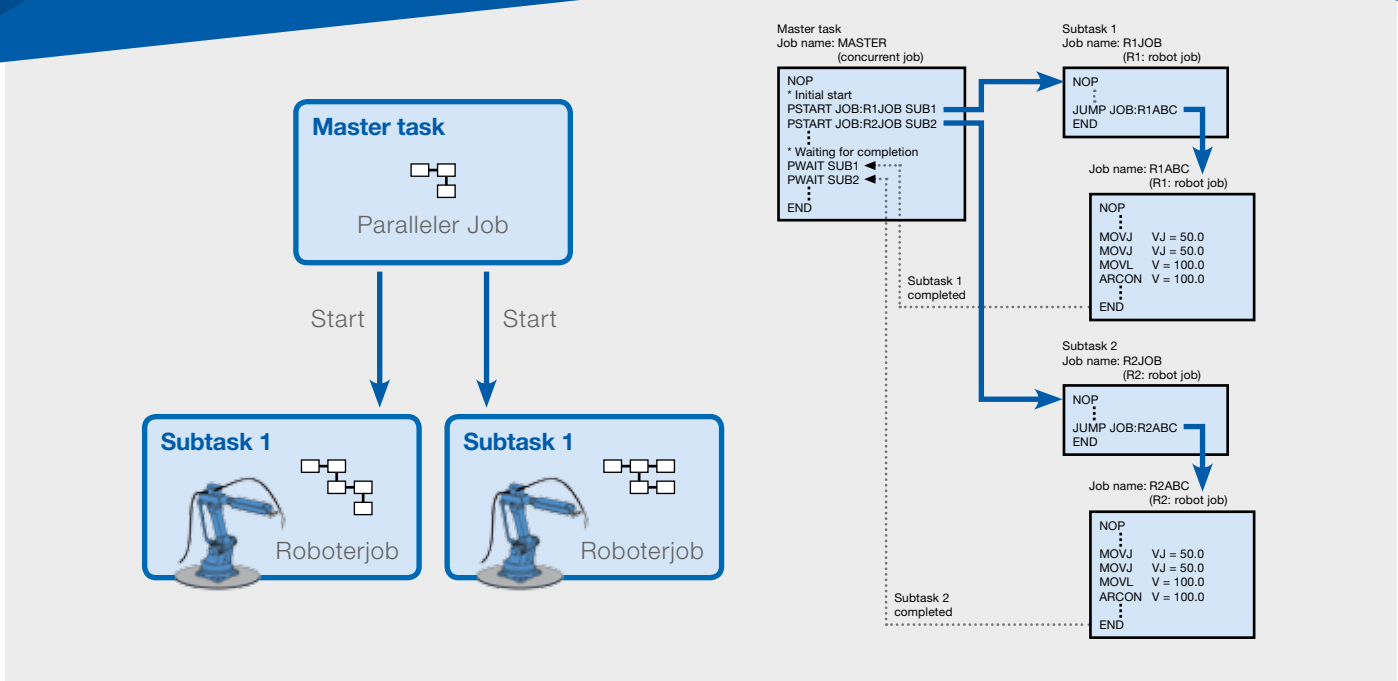 Master task
Paralleler Job
Start
Start
Subtask 1
Roboterjob
Subtask 1
Roboterjob
Master task
Job name: MASTER
(concurrent job)
NOP
* Initial start
PSTART JOB:R1JOB SUB1
PSTART JOB:R2JOB SUB2
* Waiting for completion
PWAIT SUB1
PWAIT SUB2
END
Subtask 1
Job name: R1JOB
(R1: robot job)
NOP
JUMP JOB:R1ABC
END
Job name: R1ABC
(R1: robot job)
NOP
MOVJ VJ = 50.0
MOVJ VJ = 50.0
MOVL V = 100.0
ARCON V = 100.0
END
Subtask 1
completed
Subtask 2
Job name: R2JOB
(R2: robot job)
NOP
JUMP JOB:R2ABC
END
Job name: R2ABC
(R2: robot job)
NOP
MOVJ VJ = 50.0
MOVJ VJ = 50.0
MOVL V = 100.0
ARCON V = 100.0
END
Subtask 2
completed